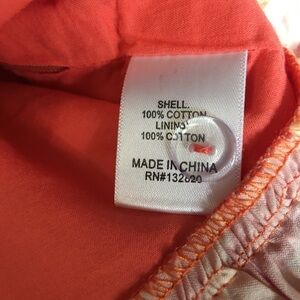 SHELL:
100% COTTON
LINING:
100% COTTON
MADE IN CHINA
RN#132620